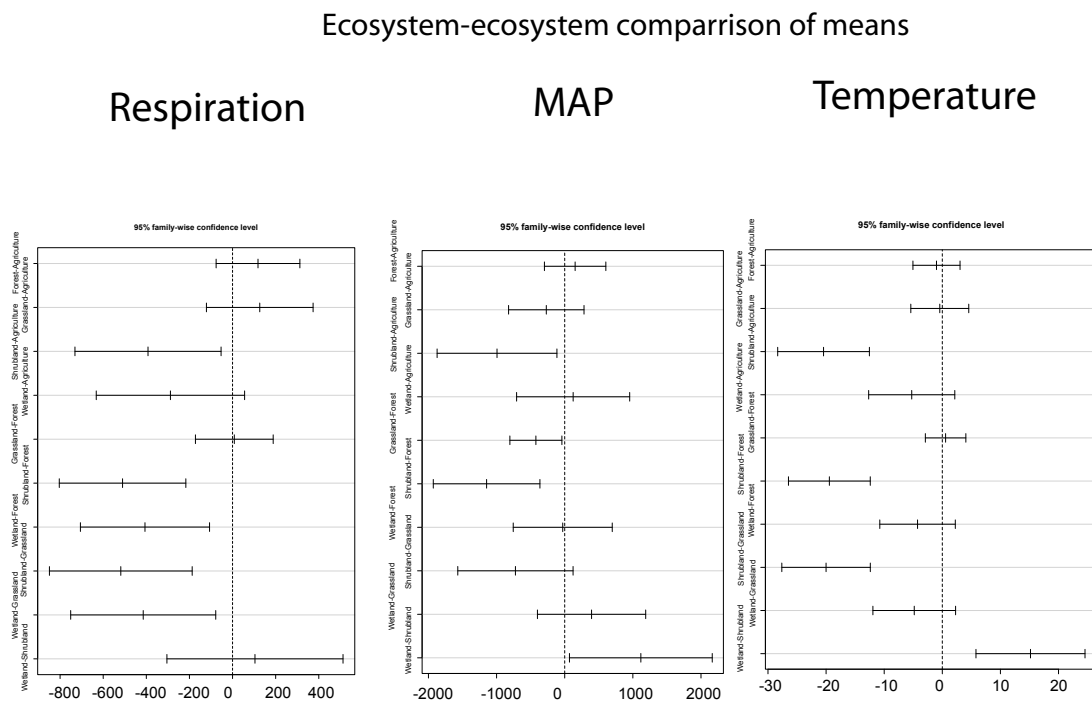 Ecosystem-ecosystem comparrison of means
Respiration
MAP
Temperature
95% family-wise confidence level
Forest-Agriculture
Grassland-Agriculture
Shrubland-Agriculture
Wetland-Agriculture
Grassland-Forest
Shrubland-Forest
Wetland-Forest
Shrubland-Grassland
Wetland-Grassland
Wetland-Shrubland
-800 -600 -400 -200 0 200 400
95% family-wise confidence level
Forest-Agriculture
Grassland-Agriculture
Shrubland-Agriculture
Wetland-Agriculture
Grassland-Forest
Shrubland-Forest
Wetland-Forest
Shrubland-Grassland
Wetland-Grassland
Wetland-Shrubland
-2000 -1000 0 1000 2000
95% family-wise confidence level
Forest-Agriculture
Grassland-Agriculture
Shrubland-Agriculture
Wetland-Agriculture
Grassland-Forest
Shrubland-Forest
Wetland-Forest
Shrubland-Grassland
Wetland-Grassland
Wetland-Shrubland
-30 -20 -10 0 10 20